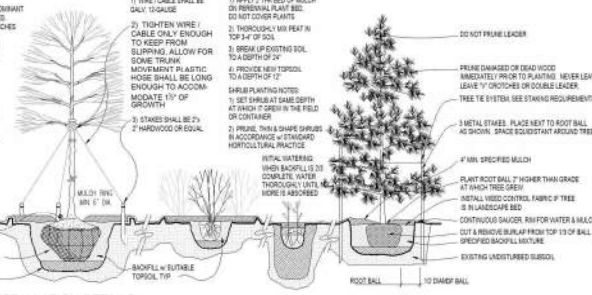 OMINANT
CHES
1) WIRE / CABLE SHALL BE
GALV. 12-GAUGE
2) TIGHTEN WIRE /
CABLE ONLY ENOUGH
TO KEEP FROM
SLIPPING. ALLOW FOR
SOME TRUNK
MOVEMENT. PLASTIC
HOSE SHALL BE LONG
ENOUGH TO ACCOM-
MODATE 1½" OF
GROWTH
3) STAKES SHALL BE 2"x
2" HARDWOOD OR EQUAL
MULCH RING
MIN. 6" DIA.
BACKFILL w/ SUITABLE
TOPSOIL, TYP
OF MULCH
ON PERENNIAL PLANT BED.
DO NOT COVER PLANTS
2) THOROUGHLY MIX PEAT IN
TOP 3-4" OF SOIL
3) BREAK UP EXISTING SOIL
TO A DEPTH OF 24"
4) PROVIDE NEW TOPSOIL
TO A DEPTH OF 12"
SHRUB PLANTING NOTES:
1) SET SHRUB AT SAME DEPTH
AT WHICH IT GREW IN THE FIELD
OR CONTAINER
2) PRUNE, THIN & SHAPE SHRUBS
IN ACCORDANCE w/ STANDARD
HORTICULTURAL PRACTICE
INITIAL WATERING:
WHEN BACKFILL IS 2/3
COMPLETE, WATER
THOROUGHLY UNTIL NO
MORE IS ABSORBED
DO NOT PRUNE LEADER
PRUNE DAMAGED OR DEAD WOOD
IMMEDIATELY PRIOR TO PLANTING. NEVER LEAV
LEAVE "V" CROTCHES OR DOUBLE LEADER
TREE TIE SYSTEM, SEE STAKING REQUIREMENT
3 METAL STAKES. PLACE NEXT TO ROOT BALL
AS SHOWN. SPACE EQUIDISTANT AROUND TREE
4" MIN. SPECIFIED MULCH
PLANT ROOT BALL 2" HIGHER THAN GRADE
AT WHICH TREE GREW
INSTALL WEED CONTROL FABRIC IF TREE
IS IN LANDSCAPE BED
CONTINUOUS SAUCER RIM FOR WATER & MULC
CUT & REMOVE BURLAP FROM TOP 1/3 OF BALL
SPECIFIED BACKFILL MIXTURE
EXISTING UNDISTURBED SUBSOIL
ROOT BALL
1/2 DIAM OF BALL